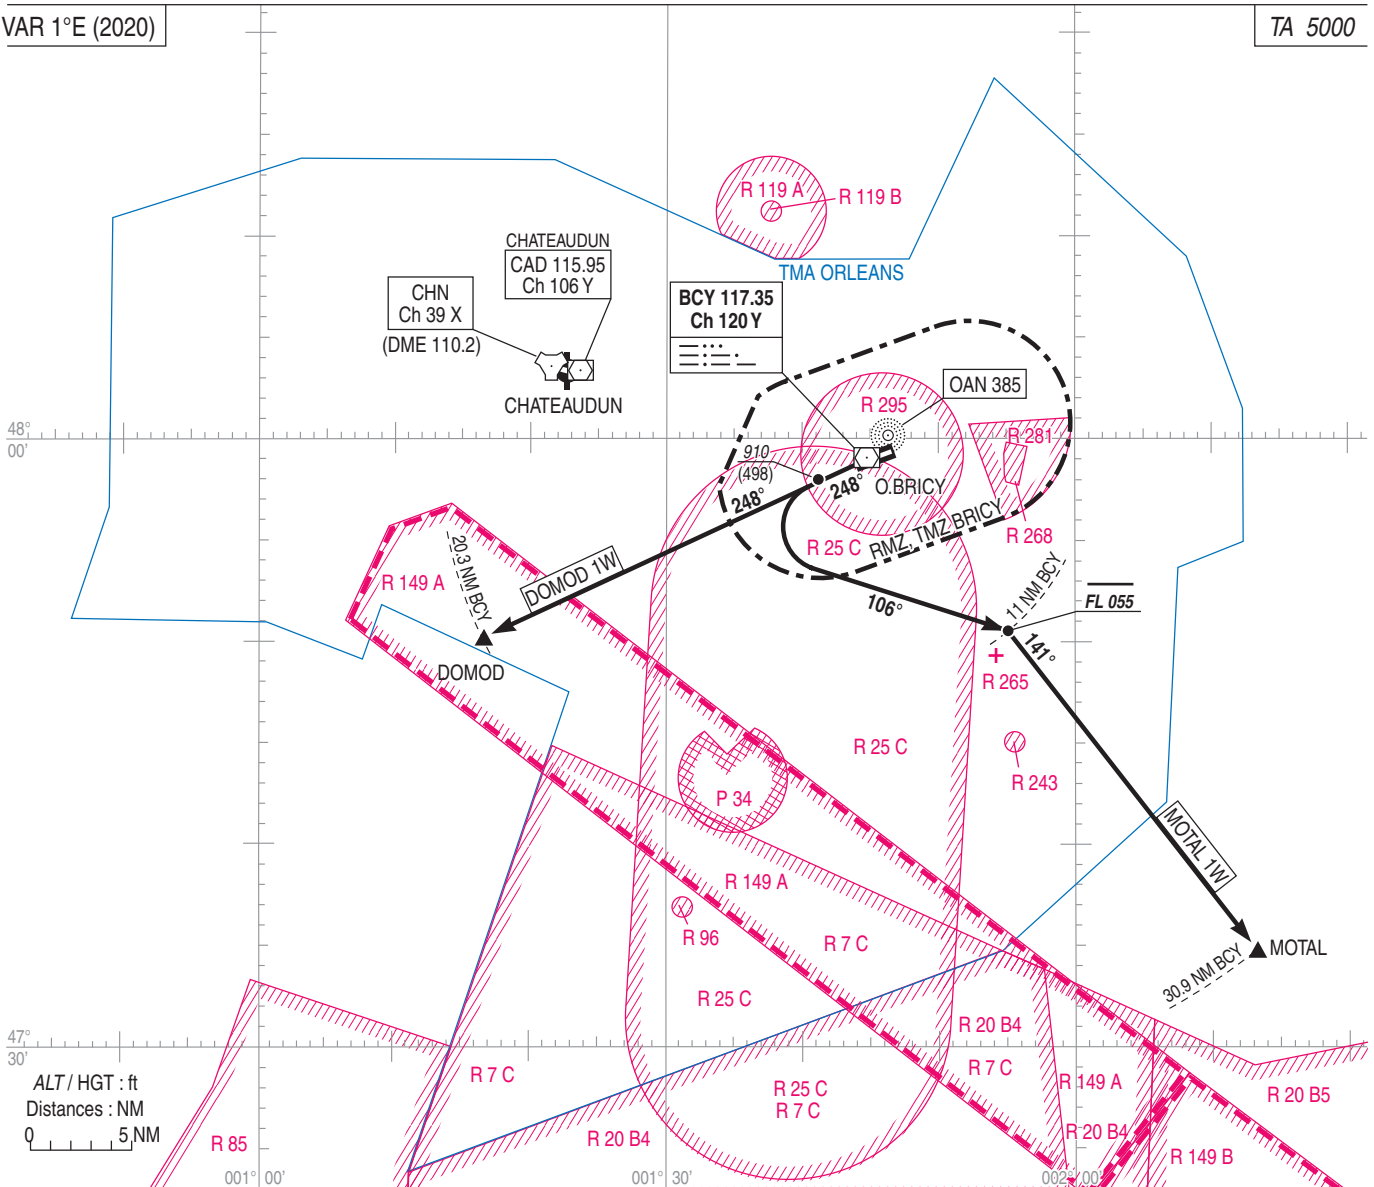 VAR 1°E (2020)
TA 5000
R 119 A
R 119 B
TMA ORLEANS
CHATEAUDUN
CAD 115.95
Ch 106 Y
CHN
Ch 39 X
(DME 110.2)
CHATEAUDUN
BCY 117.35
Ch 120 Y
OAN 385
R 295
R 281
48°
00'
910
(498)
248°
248°
O.BRICY
RMZ, TMZ BRICY
R 268
R 25 C
20.3 NM BCY
R 149 A
DOMOD 1W
11 NM BCY
FL 055
106°
141°
DOMOD
R 265
R 25 C
R 243
P 34
MOTAL 1W
R 149 A
R 96
R 7 C
MOTAL
30.9 NM BCY
R 25 C
R 20 B4
47°
30'
R 7 C
R 7 C
R 149 A
R 25 C
R 7 C
R 20 B5
ALT / HGT : ft
Distances : NM
0 5 NM
R 85
R 20 B4
R 20 B4
R 149 B
001° 00'
001° 30'
002° 00'